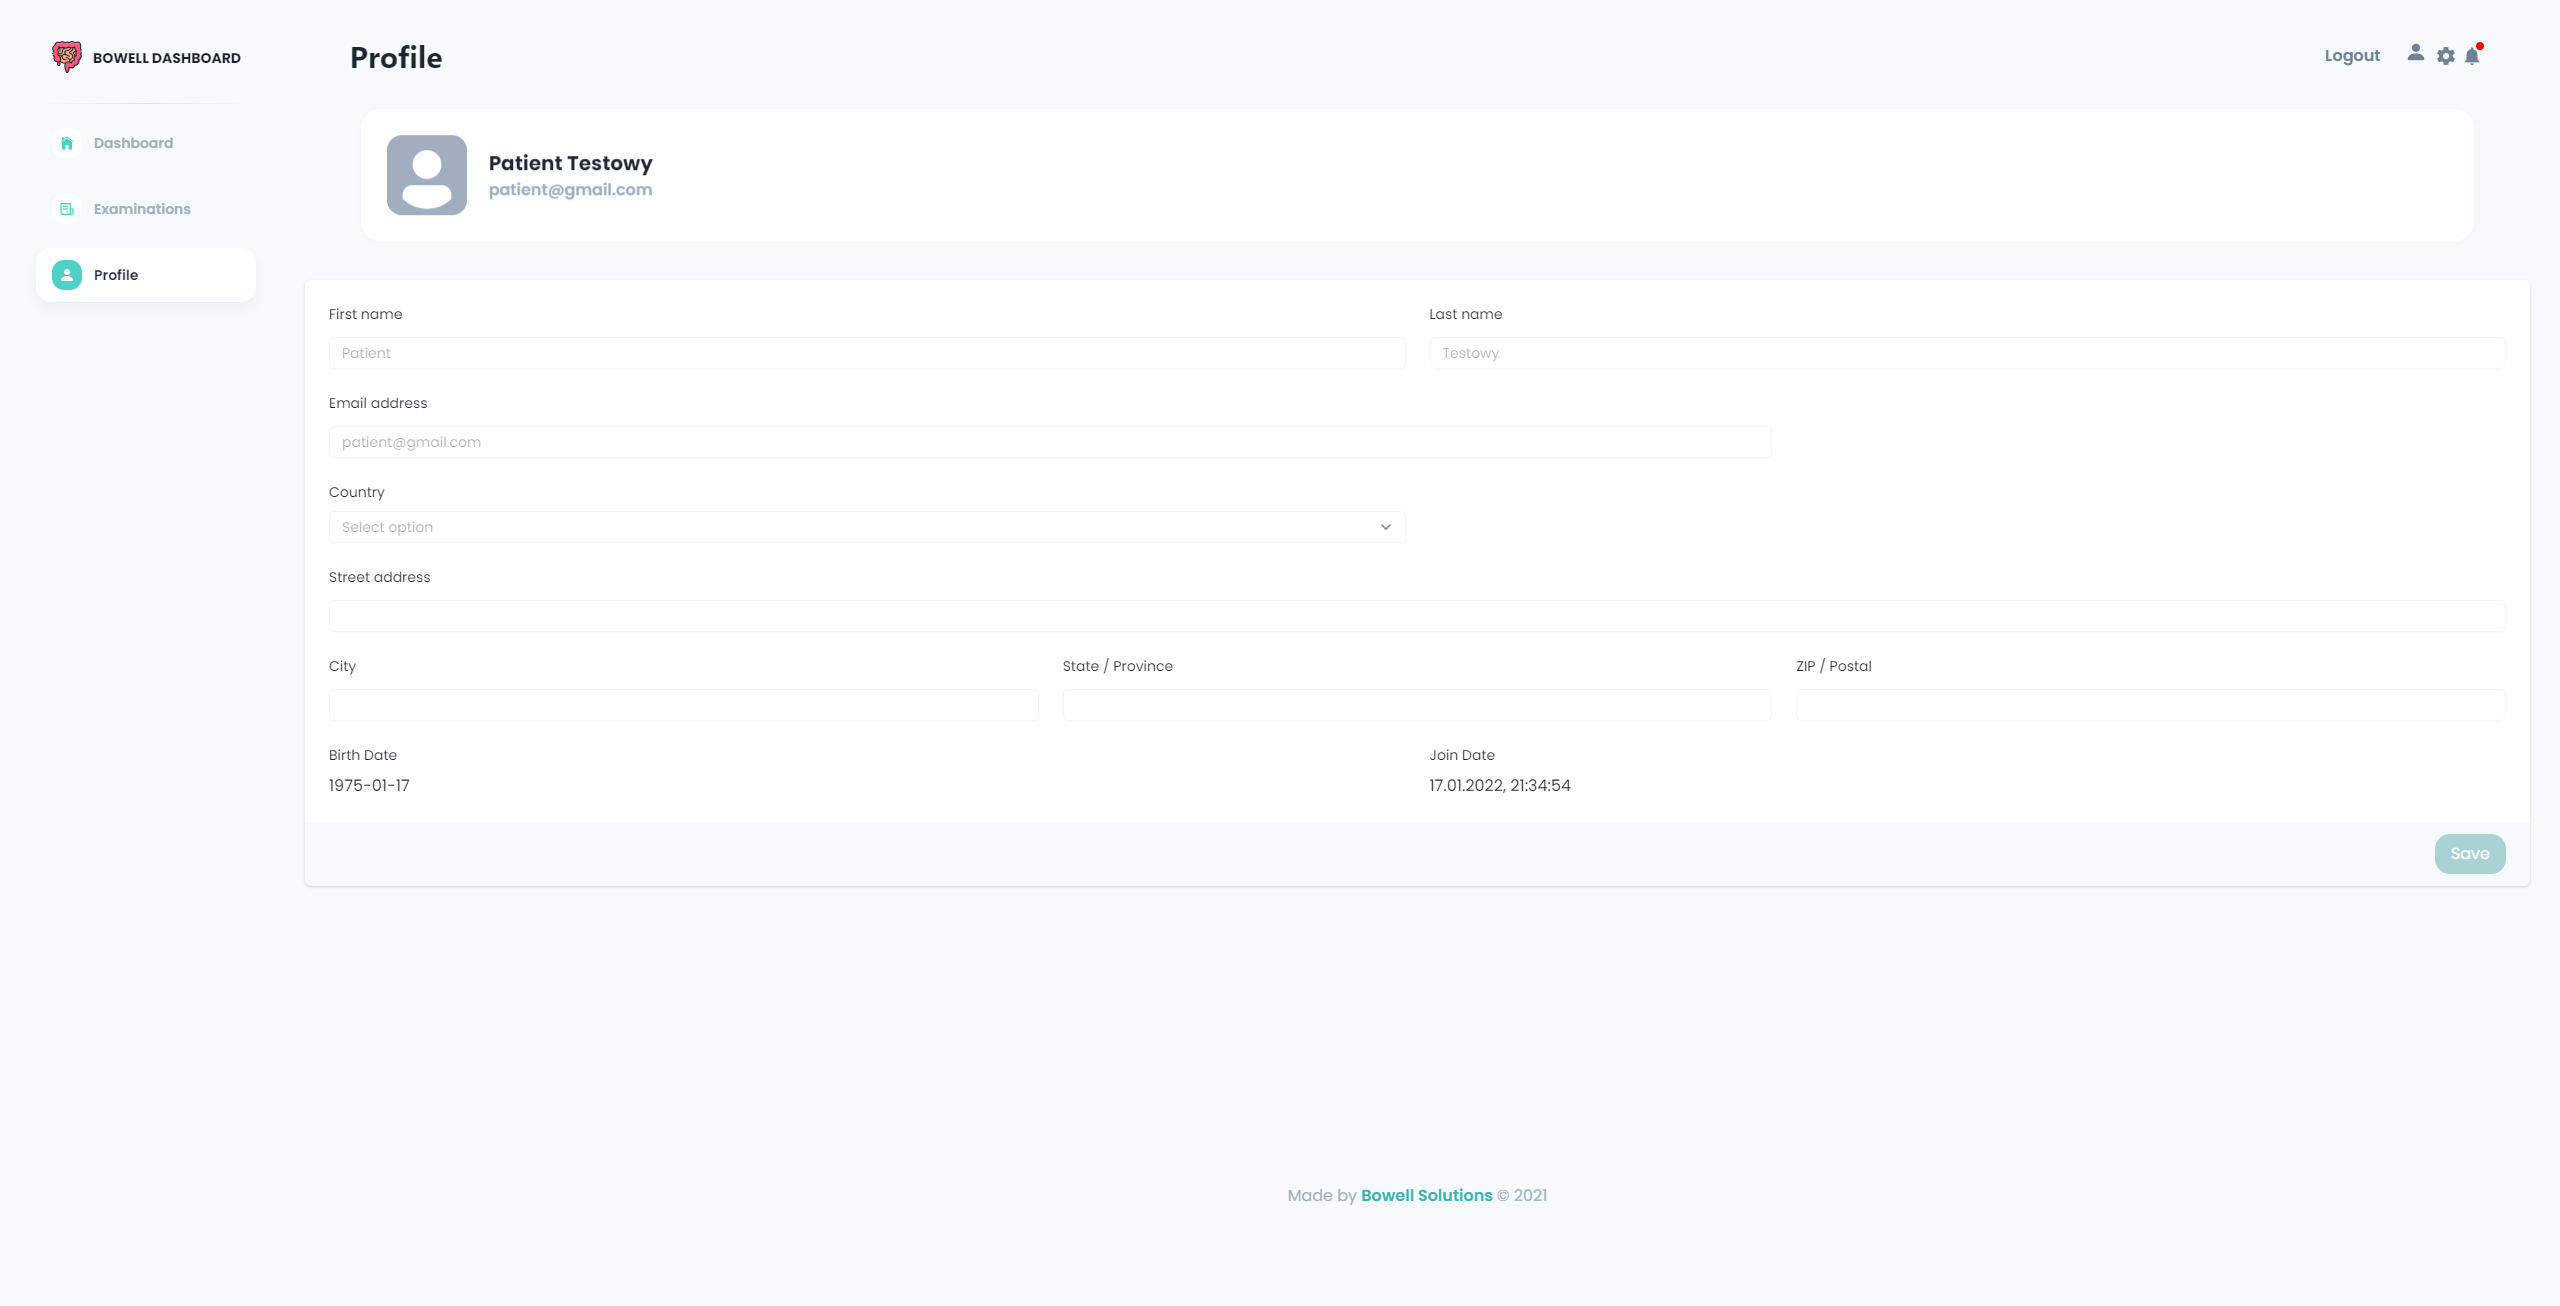 BOWELL DASHBOARD
Profile
Logout
Dashboard
Examinations
Profile
Patient Testowy
patient@gmail.com
First name
Last name
Patient
Testowy
Email address
patient@gmail.com
Country
Select option
Street address
City
State / Province
ZIP / Postal
Birth Date
Join Date
1975-01-17
17.01.2022, 21:34:54
Save
Made by Bowell Solutions © 2021